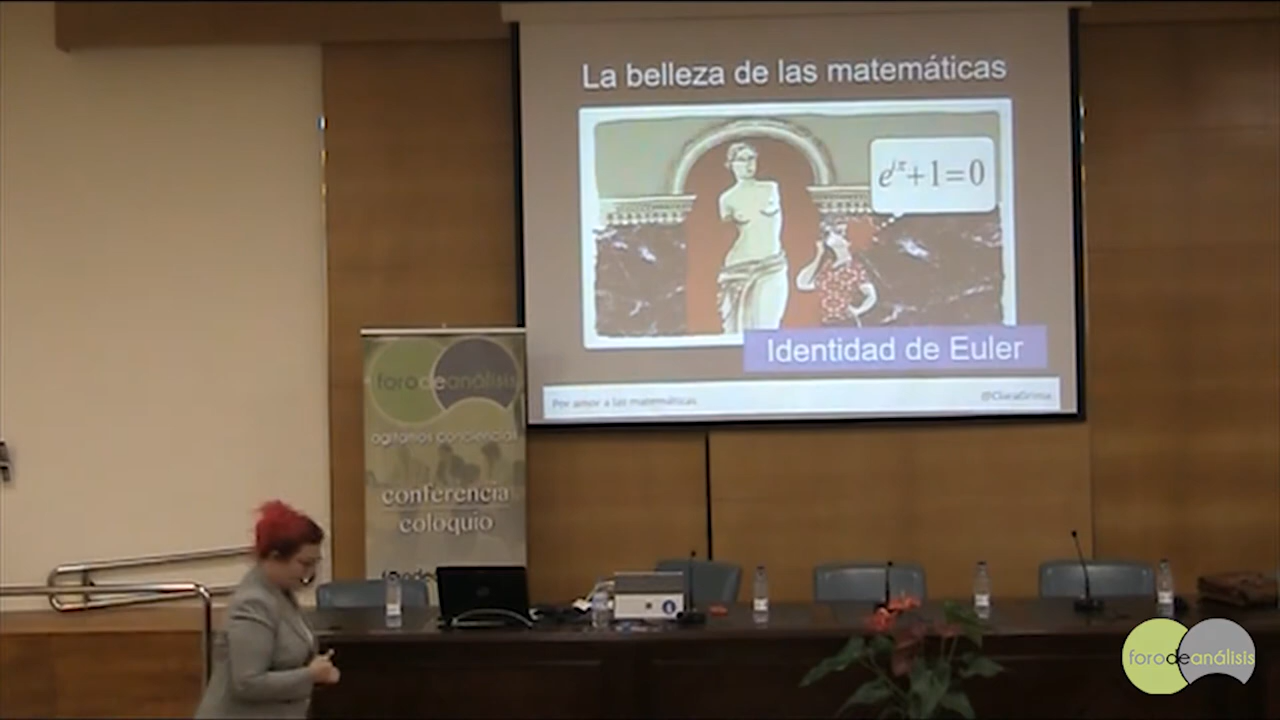 La belleza de las matemáticas
e^{iπ}+1=0
Identidad de Euler
Por amor a las matemáticas
@ClaraGrima
forodeanálisis
agitamos conciencias
conferencia
coloquio
forodeanálisis